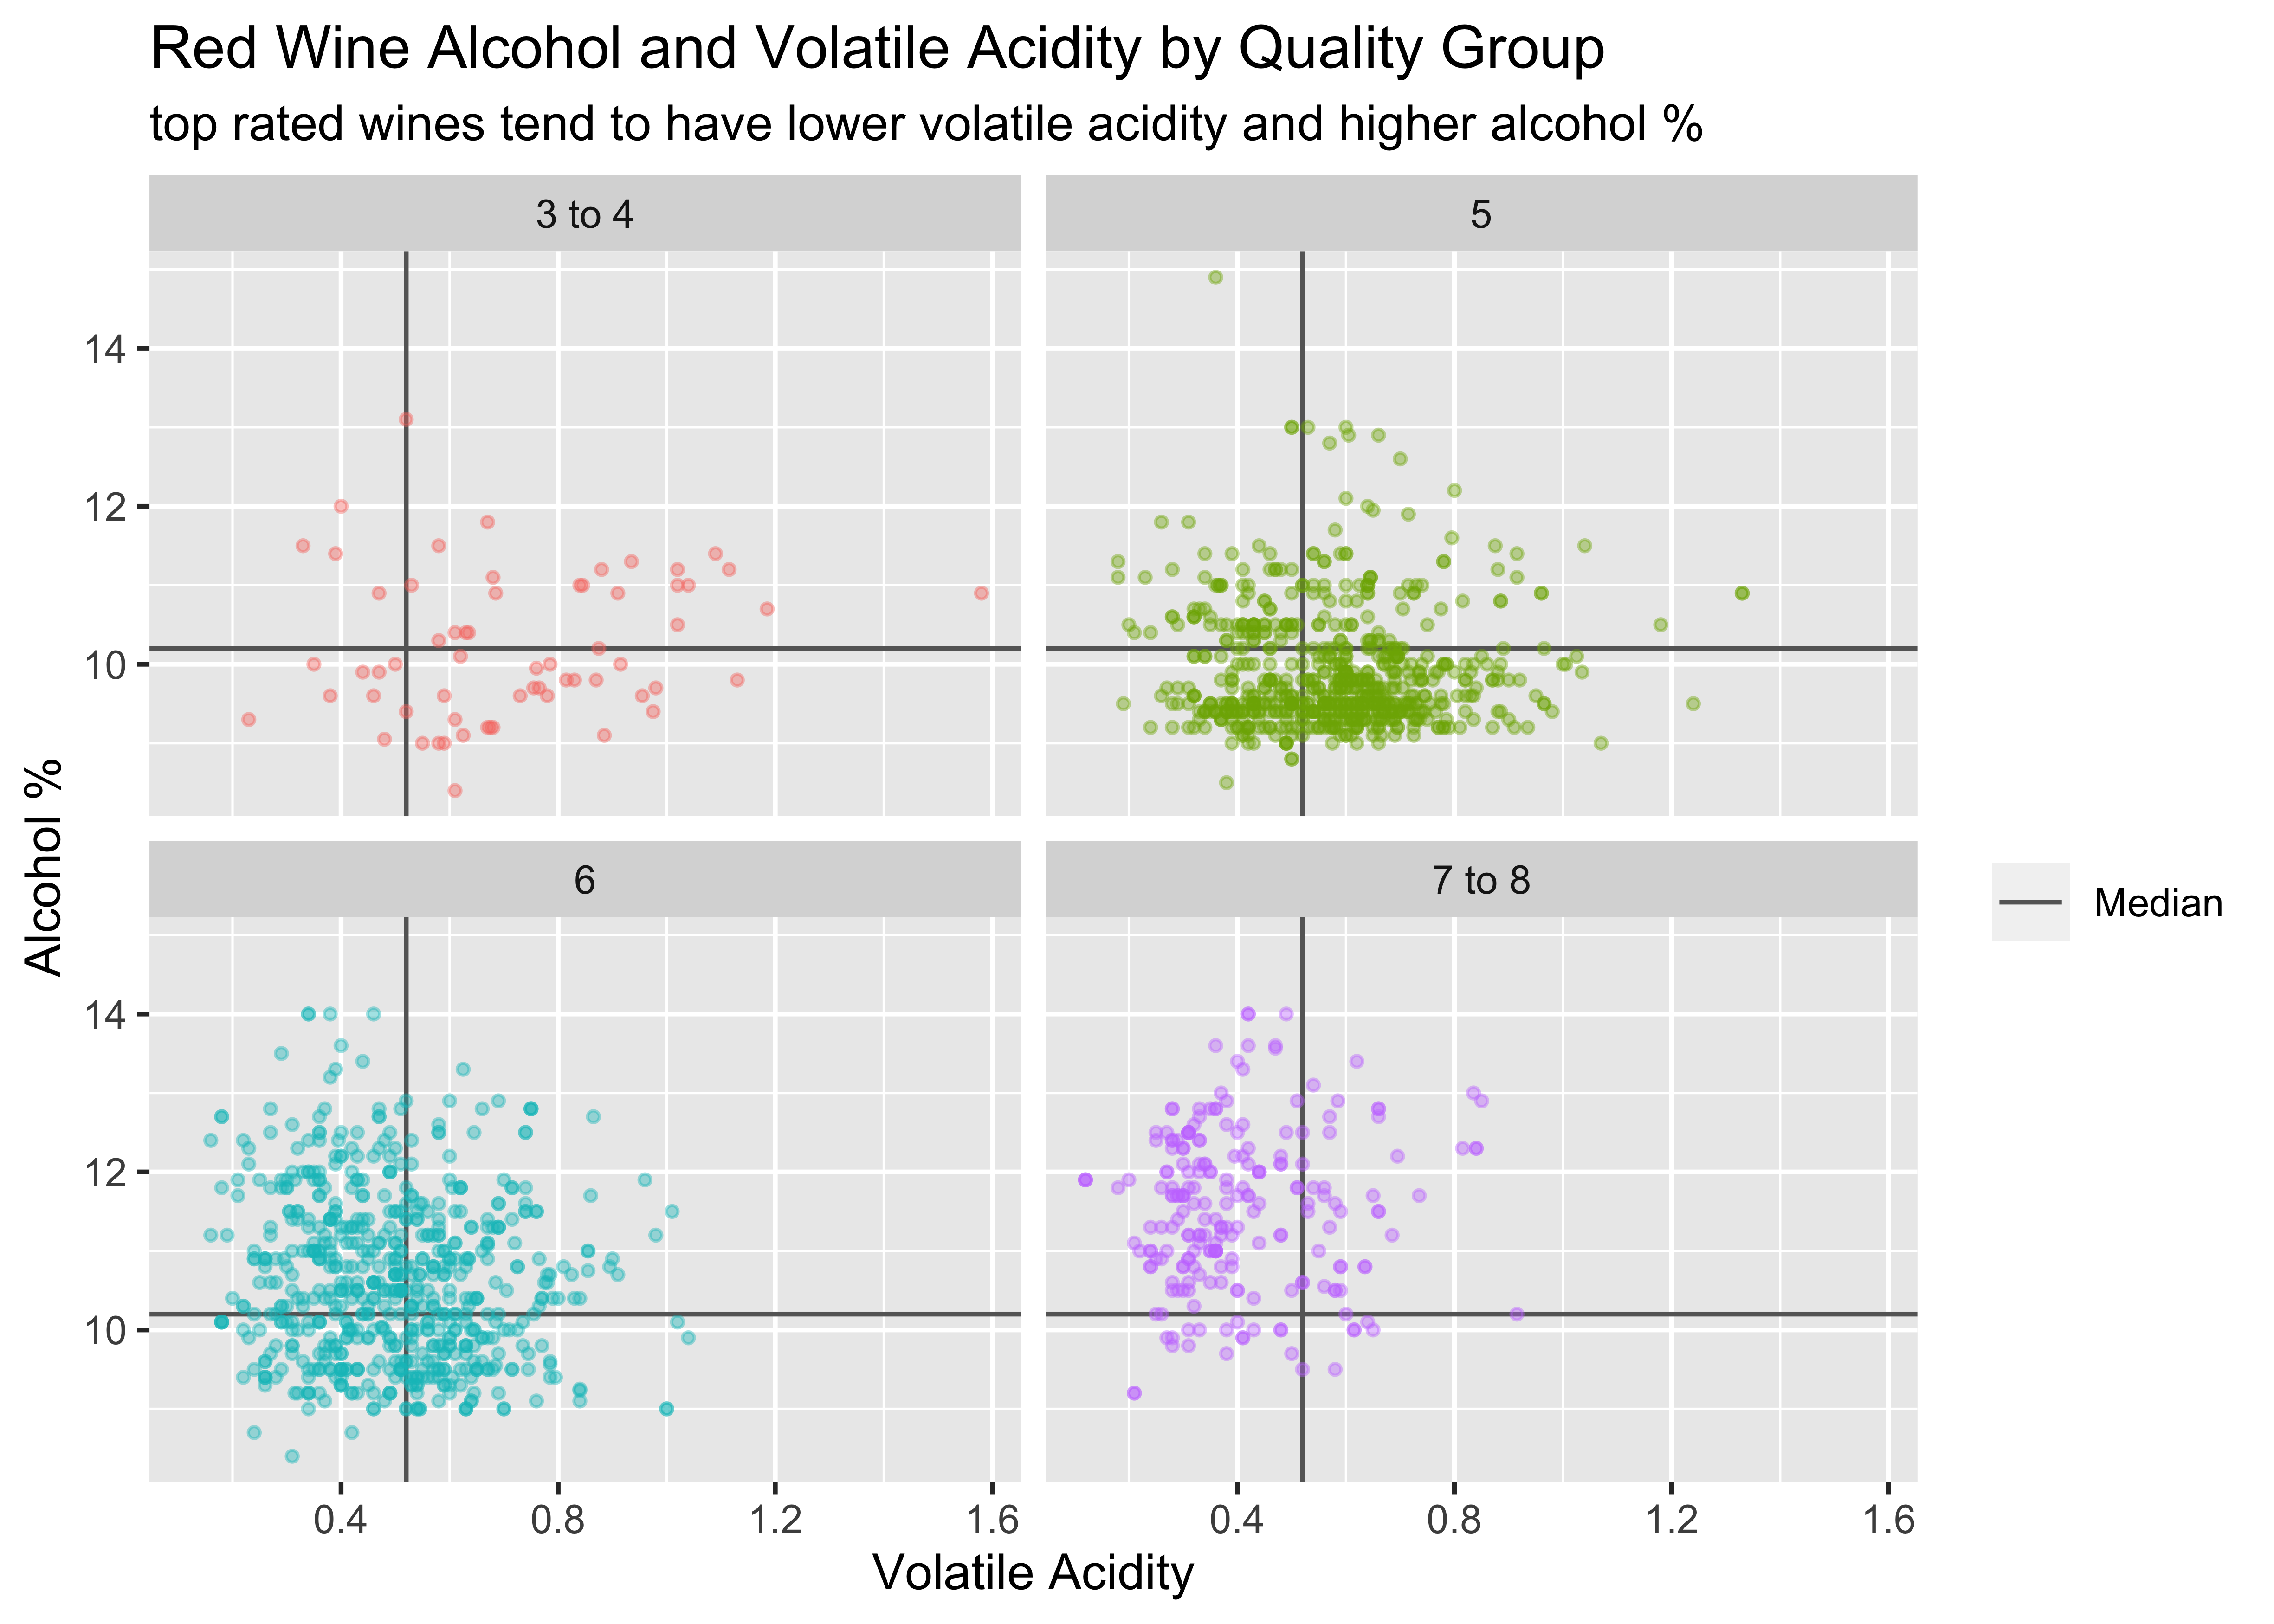 Red Wine Alcohol and Volatile Acidity by Quality Group
top rated wines tend to have lower volatile acidity and higher alcohol %
3 to 4
5
14
12
10
6
7 to 8
14
12
10
Alcohol %
Median
0.4
0.8
1.2
1.6
0.4
0.8
1.2
1.6
Volatile Acidity